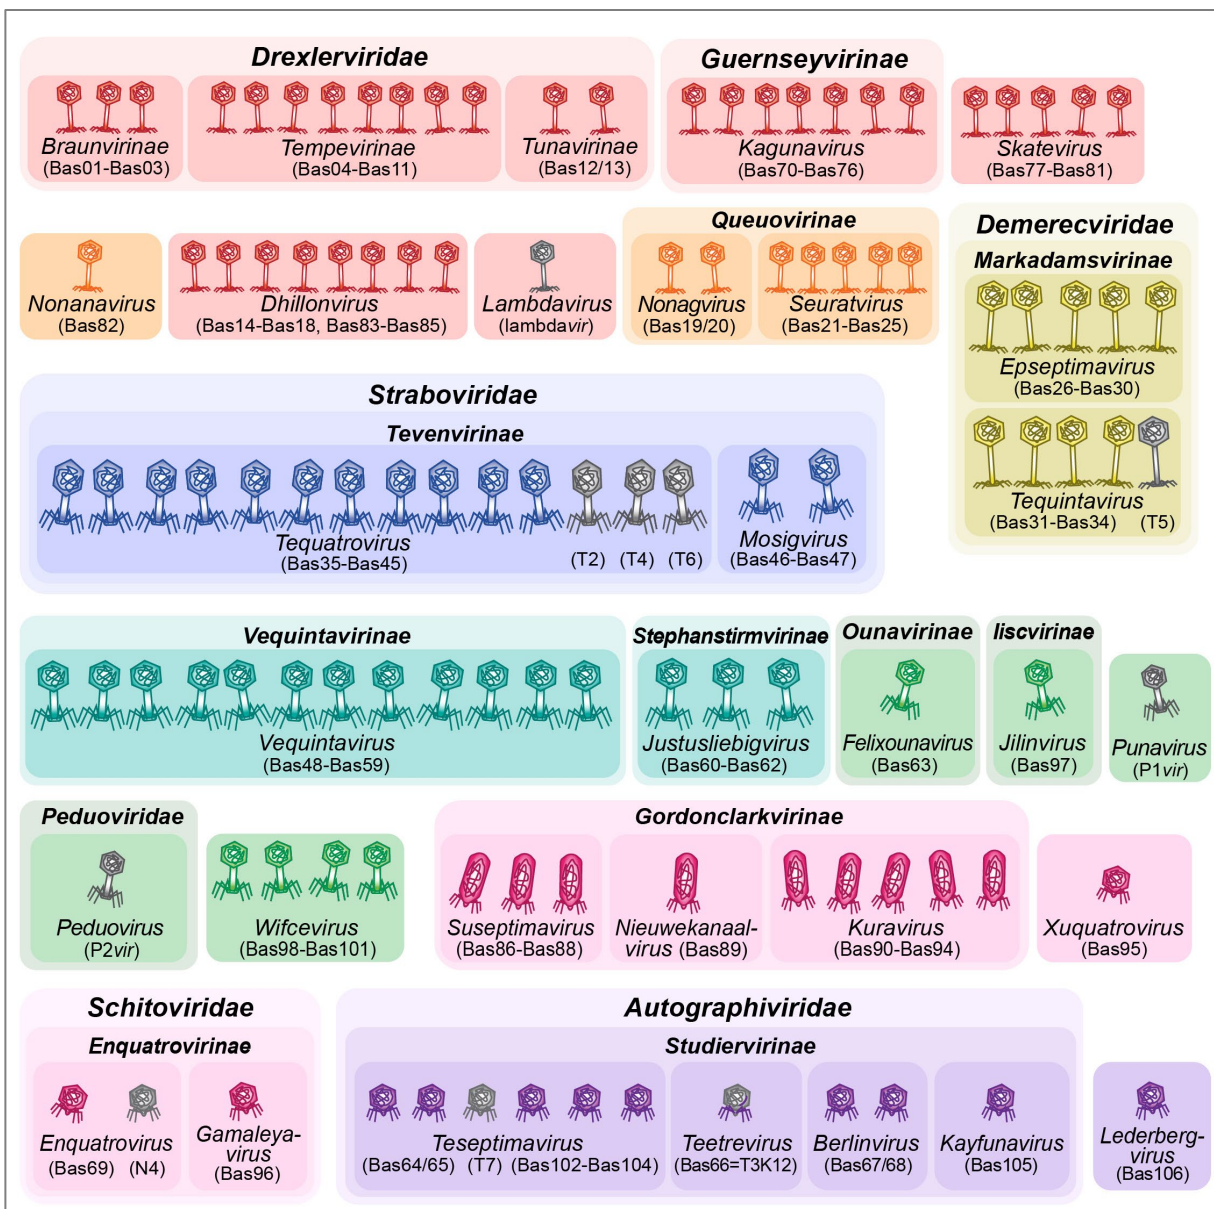 Drexlerviridae
Guernseyvirinae
Braunvirinae
(Bas01-Bas03)
Tempevirinae
(Bas04-Bas11)
Tunavirinae
(Bas12/13)
Kagunavirus
(Bas70-Bas76)
Skatevirus
(Bas77-Bas81)
Nonanavirus
(Bas82)
Dhillonvirus
(Bas14-Bas18, Bas83-Bas85)
Lambdavirus
(lambdavir)
Queuovirinae
Nonagvirus
(Bas19/20)
Seuratvirus
(Bas21-Bas25)
Demerecviridae
Markadamsvirinae
Epseptimavirus
(Bas26-Bas30)
Tequintavirus
(Bas31-Bas34) (T5)
Straboviridae
Tevenvirinae
Tequatrovirus
(Bas35-Bas45) (T2) (T4) (T6)
Mosigvirus
(Bas46-Bas47)
Vequintavirinae
Vequintavirus
(Bas48-Bas59)
Stephanstirmvirinae
Justusliebigvirus
(Bas60-Bas62)
Ounavirinae
Felixounavirus
(Bas63)
Iiscvirinae
Jilinvirus
(Bas97)
Punavirus
(P1vir)
Peduoviridae
Peduovirus
(P2vir)
Wifcevirus
(Bas98-Bas101)
Gordonclarkvirinae
Suseptimavirus
(Bas86-Bas88)
Nieuwekanaal-
virus (Bas89)
Kuravirus
(Bas90-Bas94)
Xuquatrovirus
(Bas95)
Schitoviridae
Enquatrovirinae
Enquatrovirus
(Bas69) (N4)
Gamaleya-
virus
(Bas96)
Autographiviridae
Studiervirinae
Teseptimavirus
(Bas64/65) (T7) (Bas102-Bas104)
Teetrevirus
(Bas66=T3K12)
Berlinvirus
(Bas67/68)
Kayfunavirus
(Bas105)
Lederberg-
virus
(Bas106)